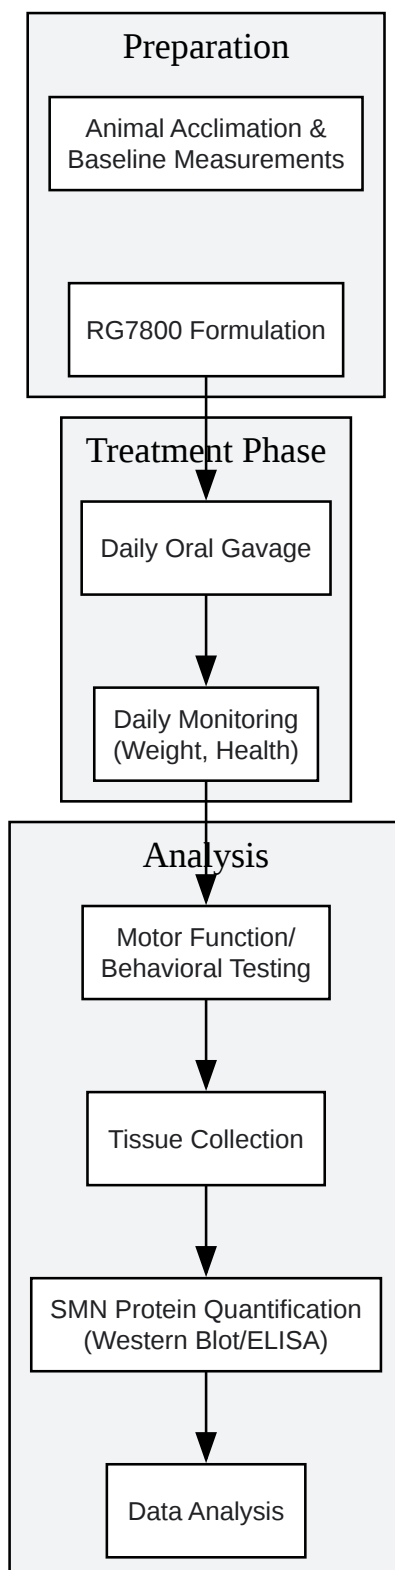 Preparation
Animal Acclimation &
Baseline Measurements
RG7800 Formulation
Treatment Phase
Daily Oral Gavage
Daily Monitoring
(Weight, Health)
Analysis
Motor Function/
Behavioral Testing
Tissue Collection
SMN Protein Quantification
(Western Blot/ELISA)
Data Analysis